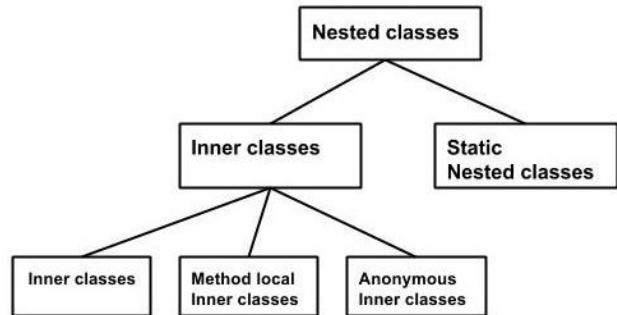 Nested classes
Inner classes
Static
Nested classes
Inner classes
Method local
Inner classes
Anonymous
Inner classes